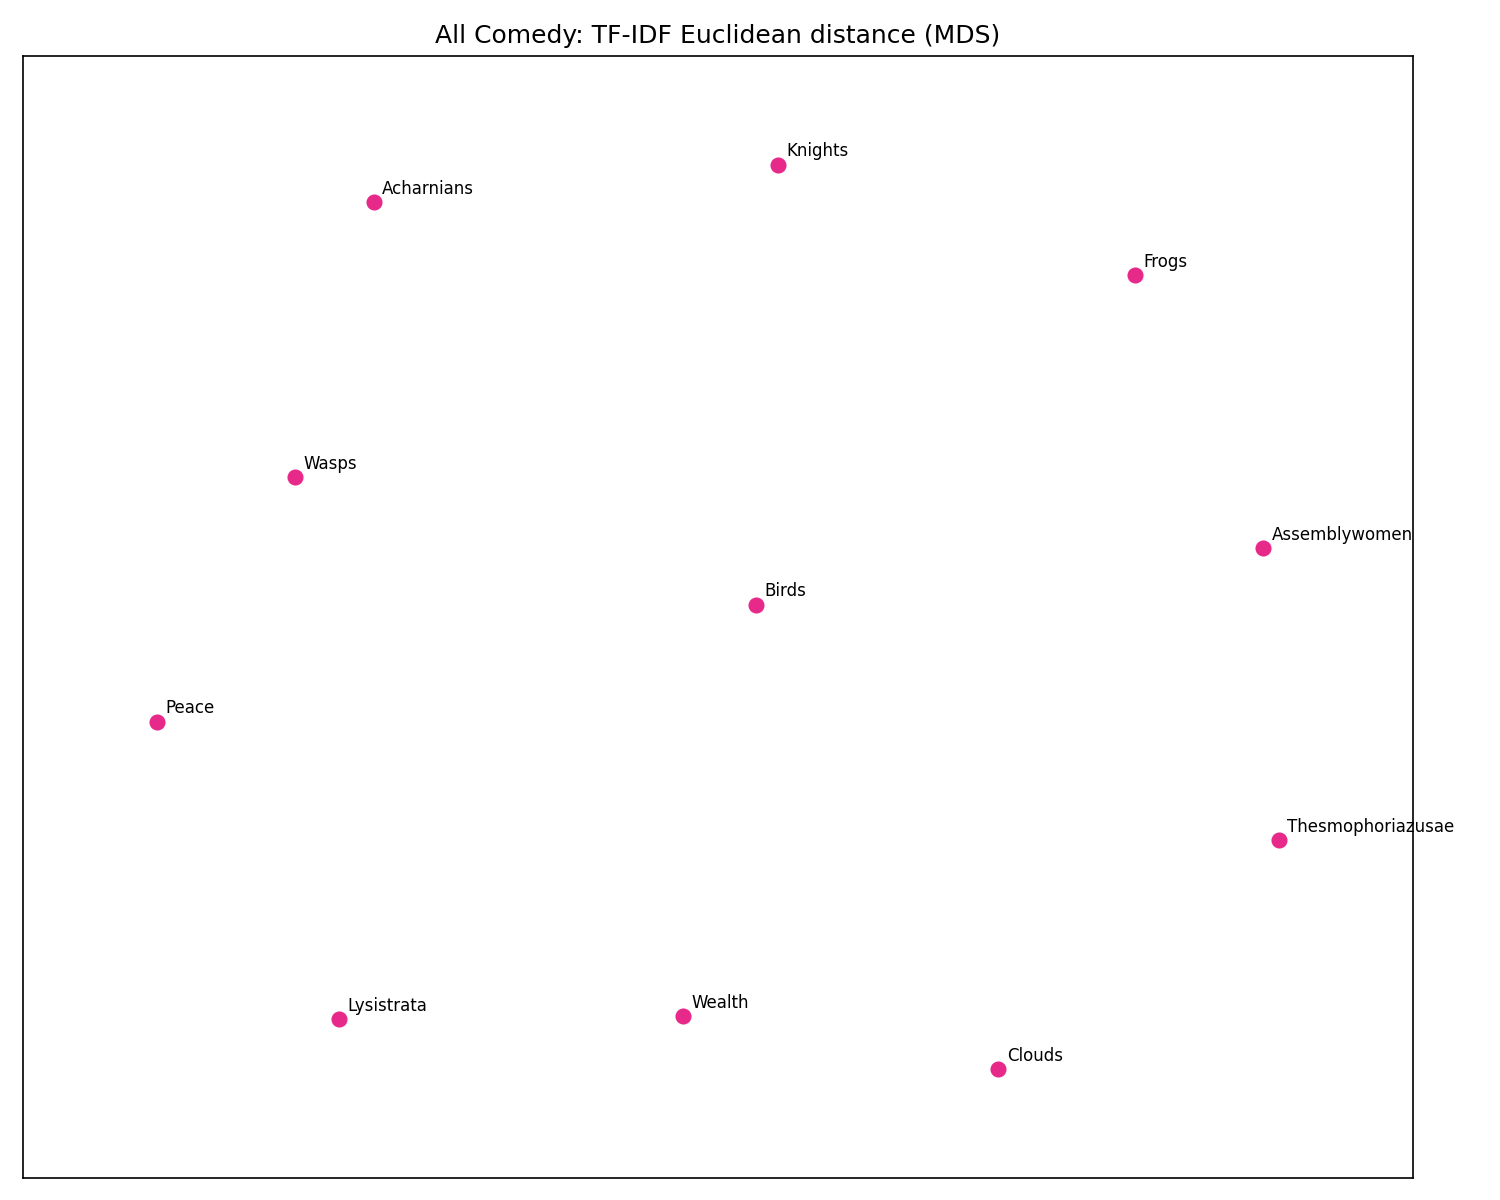 All Comedy: TF-IDF Euclidean distance (MDS)
Knights
Acharnians
Frogs
Wasps
Assemblywomen
Birds
Peace
Thesmophoriazusae
Wealth
Lysistrata
Clouds